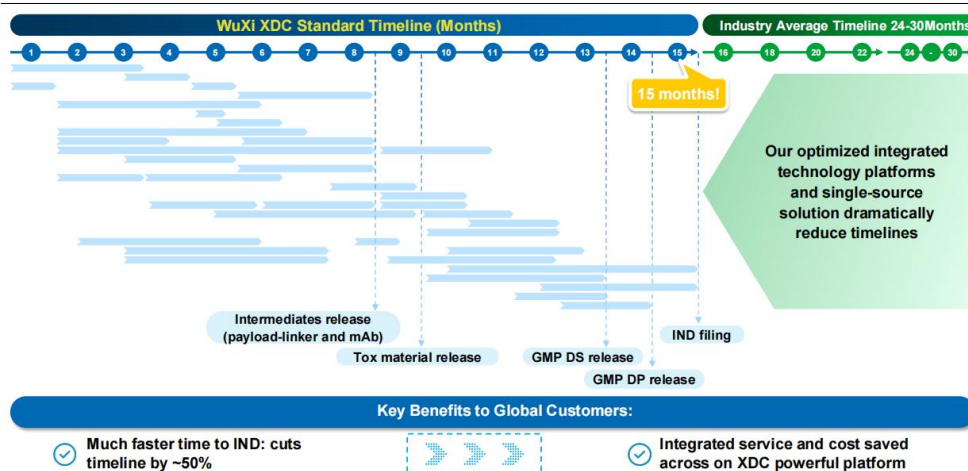 WuXi XDC Standard Timeline (Months)
Industry Average Timeline 24-30Months
1 2 3 4 5 6 7 8 9 10 11 12 13 14 15 16 18 20 22 24 - 30
15 months!
Our optimized integrated
technology platforms
and single-source
solution dramatically
reduce timelines
Intermediates release
(payload-linker and mAb)
Tox material release
GMP DS release
GMP DP release
IND filing
Key Benefits to Global Customers:
Much faster time to IND: cuts
timeline by ~50%
Integrated service and cost saved
across on XDC powerful platform